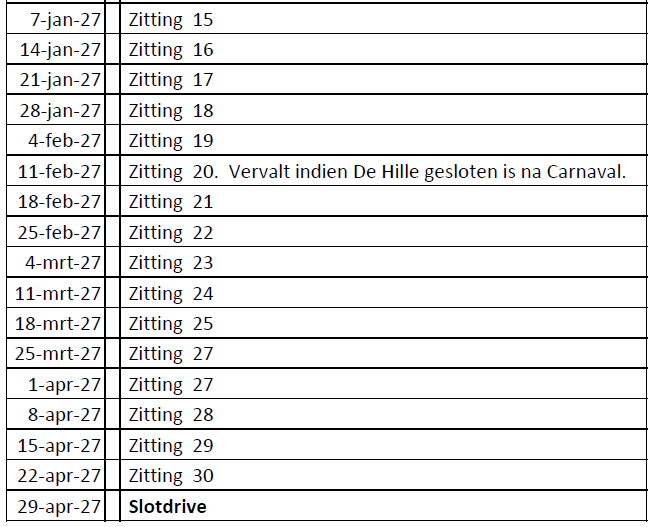 7-jan-27 Zitting 15
14-jan-27 Zitting 16
21-jan-27 Zitting 17
28-jan-27 Zitting 18
4-feb-27 Zitting 19
11-feb-27 Zitting 20. Vervalt indien De Hille gesloten is na Carnaval.
18-feb-27 Zitting 21
25-feb-27 Zitting 22
4-mrt-27 Zitting 23
11-mrt-27 Zitting 24
18-mrt-27 Zitting 25
25-mrt-27 Zitting 27
1-apr-27 Zitting 27
8-apr-27 Zitting 28
15-apr-27 Zitting 29
22-apr-27 Zitting 30
29-apr-27 Slotdrive